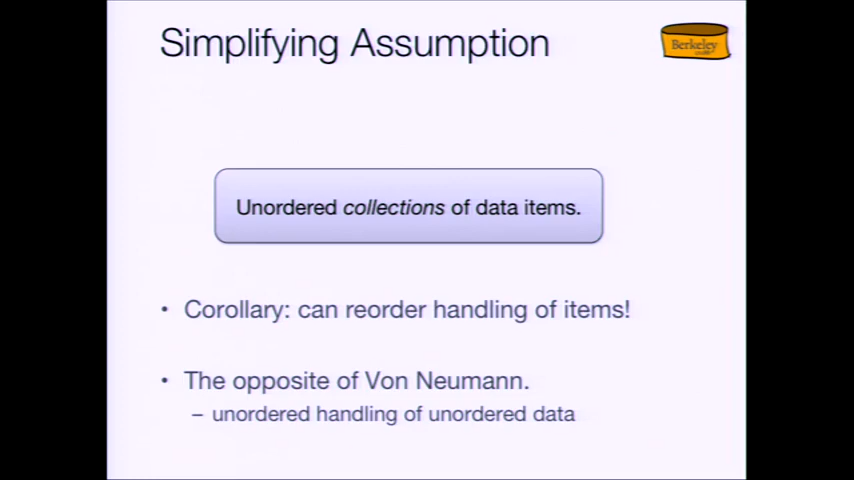 Simplifying Assumption
Berkeley
Unordered collections of data items.
• Corollary: can reorder handling of items!
• The opposite of Von Neumann.
– unordered handling of unordered data